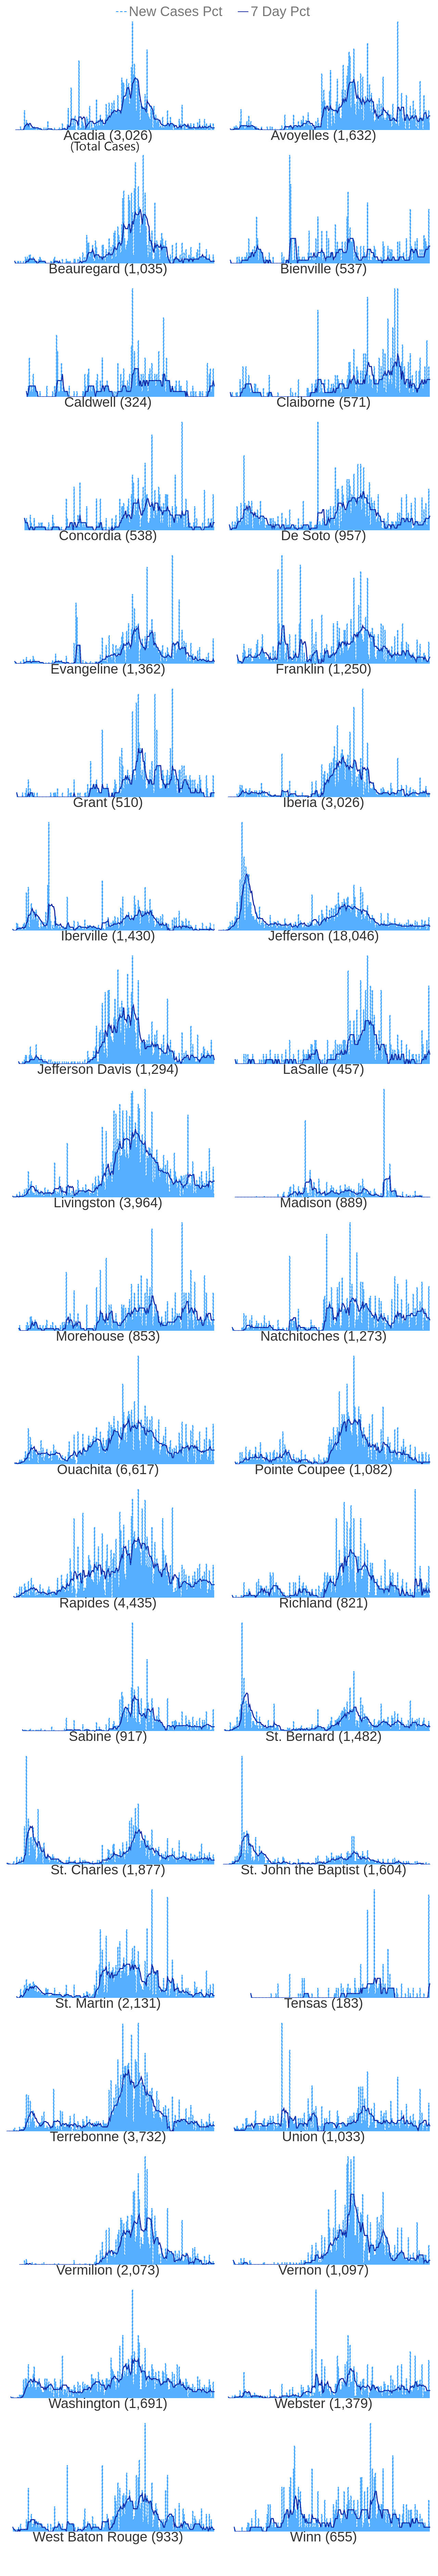 New Cases Pct 7 Day Pct
Acadia (3,026) Avoyelles (1,632)
(Total Cases)
Beauregard (1,035) Bienville (537)
Caldwell (324) Claiborne (571)
Concordia (538) De Soto (957)
Evangeline (1,362) Franklin (1,250)
Grant (510) Iberia (3,026)
Iberville (1,430) Jefferson (18,046)
Jefferson Davis (1,294) LaSalle (457)
Livingston (3,964) Madison (889)
Morehouse (853) Natchitoches (1,273)
Ouachita (6,617) Pointe Coupee (1,082)
Rapides (4,435) Richland (821)
Sabine (917) St. Bernard (1,482)
St. Charles (1,877) St. John the Baptist (1,604)
St. Martin (2,131) Tensas (183)
Terrebonne (3,732) Union (1,033)
Vermilion (2,073) Vernon (1,097)
Washington (1,691) Webster (1,379)
West Baton Rouge (933) Winn (655)